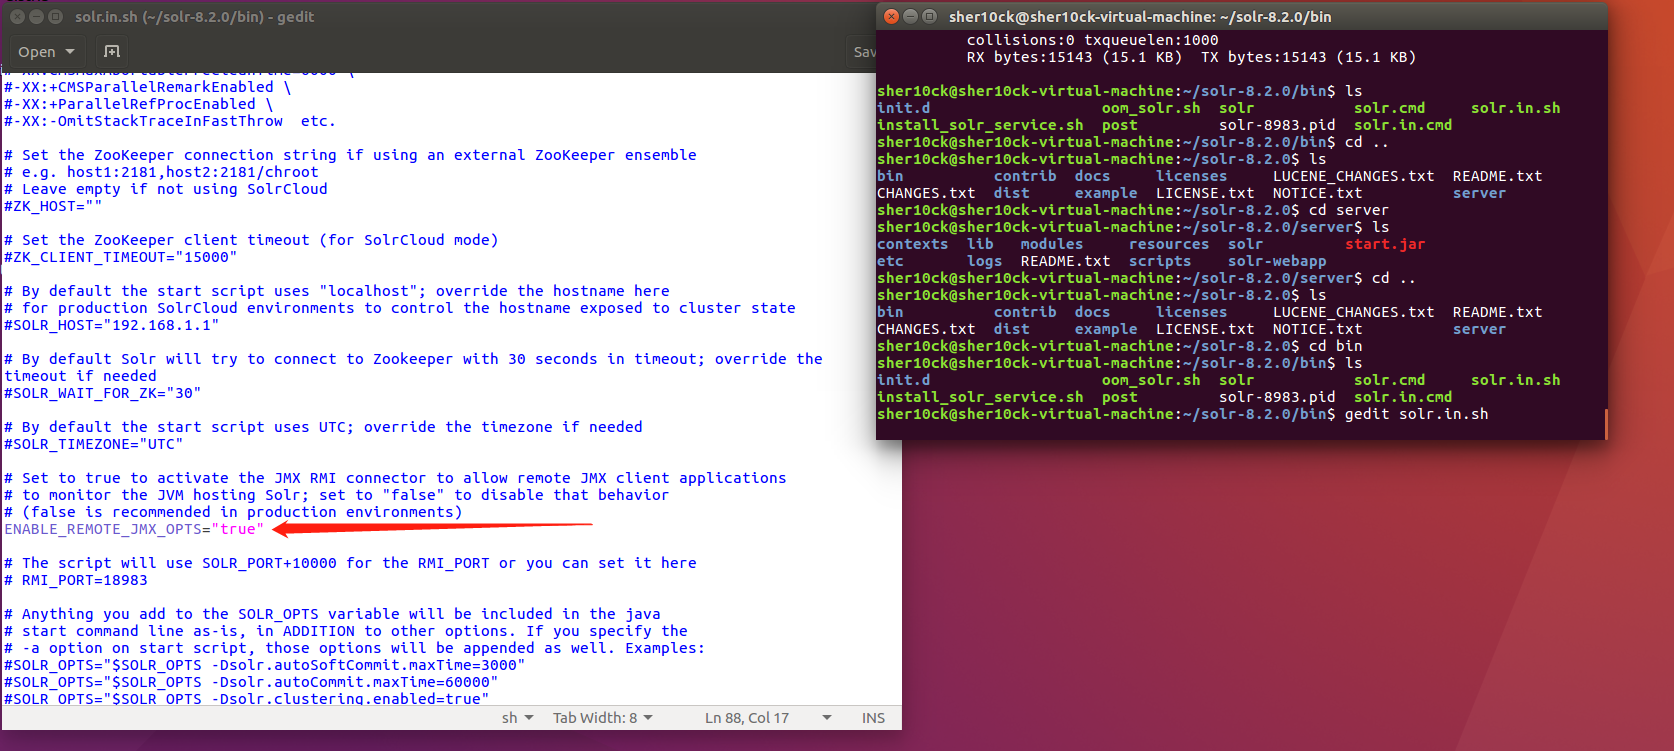 solr.in.sh (~/solr-8.2.0/bin) - gedit
Open
Sav
#-XX:+CMSParallelRemarkEnabled \
#-XX:+ParallelRefProcEnabled \
#-XX:-OmitStackTraceInFastThrow  etc.
# Set the ZooKeeper connection string if using an external ZooKeeper ensemble
# e.g. host1:2181,host2:2181/chroot
# Leave empty if not using SolrCloud
#ZK_HOST=""
# Set the ZooKeeper client timeout (for SolrCloud mode)
#ZK_CLIENT_TIMEOUT="15000"
# By default the start script uses "localhost"; override the hostname here
# for production SolrCloud environments to control the hostname exposed to cluster state
#SOLR_HOST="192.168.1.1"
# By default Solr will try to connect to Zookeeper with 30 seconds in timeout; override the
timeout if needed
#SOLR_WAIT_FOR_ZK="30"
# By default the start script uses UTC; override the timezone if needed
#SOLR_TIMEZONE="UTC"
# Set to true to activate the JMX RMI connector to allow remote JMX client applications
# to monitor the JVM hosting Solr; set to "false" to disable that behavior
# (false is recommended in production environments)
ENABLE_REMOTE_JMX_OPTS="true"
# The script will use SOLR_PORT+10000 for the RMI_PORT or you can set it here
# RMI_PORT=18983
# Anything you add to the SOLR_OPTS variable will be included in the java
# start command line as-is, in ADDITION to other options. If you specify the
# -a option on start script, those options will be appended as well. Examples:
#SOLR_OPTS="$SOLR_OPTS -Dsolr.autoSoftCommit.maxTime=3000"
#SOLR_OPTS="$SOLR_OPTS -Dsolr.autoCommit.maxTime=60000"
#SOLR_OPTS="$SOLR_OPTS -Dsolr.clustering.enabled=true"
sh Tab Width: 8 Ln 88, Col 17 INS
sher10ck@sher10ck-virtual-machine: ~/solr-8.2.0/bin
collisions:0 txqueuelen:1000
RX bytes:15143 (15.1 KB)  TX bytes:15143 (15.1 KB)
sher10ck@sher10ck-virtual-machine:~/solr-8.2.0/bin$ ls
init.d                   oom_solr.sh  solr           solr.cmd     solr.in.sh
install_solr_service.sh  post         solr-8983.pid  solr.in.cmd
sher10ck@sher10ck-virtual-machine:~/solr-8.2.0/bin$ cd ..
sher10ck@sher10ck-virtual-machine:~/solr-8.2.0$ ls
bin          contrib  docs     licenses     LUCENE_CHANGES.txt  README.txt
CHANGES.txt  dist     example  LICENSE.txt  NOTICE.txt          server
sher10ck@sher10ck-virtual-machine:~/solr-8.2.0$ cd server
sher10ck@sher10ck-virtual-machine:~/solr-8.2.0/server$ ls
contexts  lib   modules     resources  solr         start.jar
etc       logs  README.txt  scripts    solr-webapp
sher10ck@sher10ck-virtual-machine:~/solr-8.2.0/server$ cd ..
sher10ck@sher10ck-virtual-machine:~/solr-8.2.0$ ls
bin          contrib  docs     licenses     LUCENE_CHANGES.txt  README.txt
CHANGES.txt  dist     example  LICENSE.txt  NOTICE.txt          server
sher10ck@sher10ck-virtual-machine:~/solr-8.2.0$ cd bin
sher10ck@sher10ck-virtual-machine:~/solr-8.2.0/bin$ ls
init.d                   oom_solr.sh  solr           solr.cmd     solr.in.sh
install_solr_service.sh  post         solr-8983.pid  solr.in.cmd
sher10ck@sher10ck-virtual-machine:~/solr-8.2.0/bin$ gedit solr.in.sh